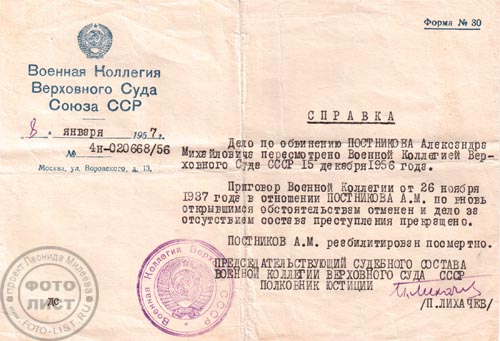 Форма № 30
Военная Коллегия
Верховного Суда
Союза ССР
8 января 1957 г.
№ 4н-020668/56
Москва, ул. Воровского, д. 13.
СПРАВКА
Дело по обвинению ПОСТНИКОВА Александра
Михайловича пересмотрено Военной Коллегией Вер-
ховного Суда СССР 15 декабря 1956 года.
Приговор Военной Коллегии от 26 ноября
1937 года в отношении ПОСТНИКОВА А.М. по вновь
открывшимся обстоятельствам отменен и дело за
отсутствием состава преступления прекращено.
ПОСТНИКОВ А.М. реабилитирован посмертно.
ПРЕДСЕДАТЕЛЬСТВУЮЩИЙ СУДЕБНОГО СОСТАВА
ВОЕННОЙ КОЛЛЕГИИ ВЕРХОВНОГО СУДА СССР
ПОЛКОВНИК ЮСТИЦИИ
/П.ЛИХАЧЕВ/
Военная Коллегия Верх СССР
проект Леонида Милеева
ФОТО
ЛИСТ
WWW.FOTO-LIST.RU
ЛС